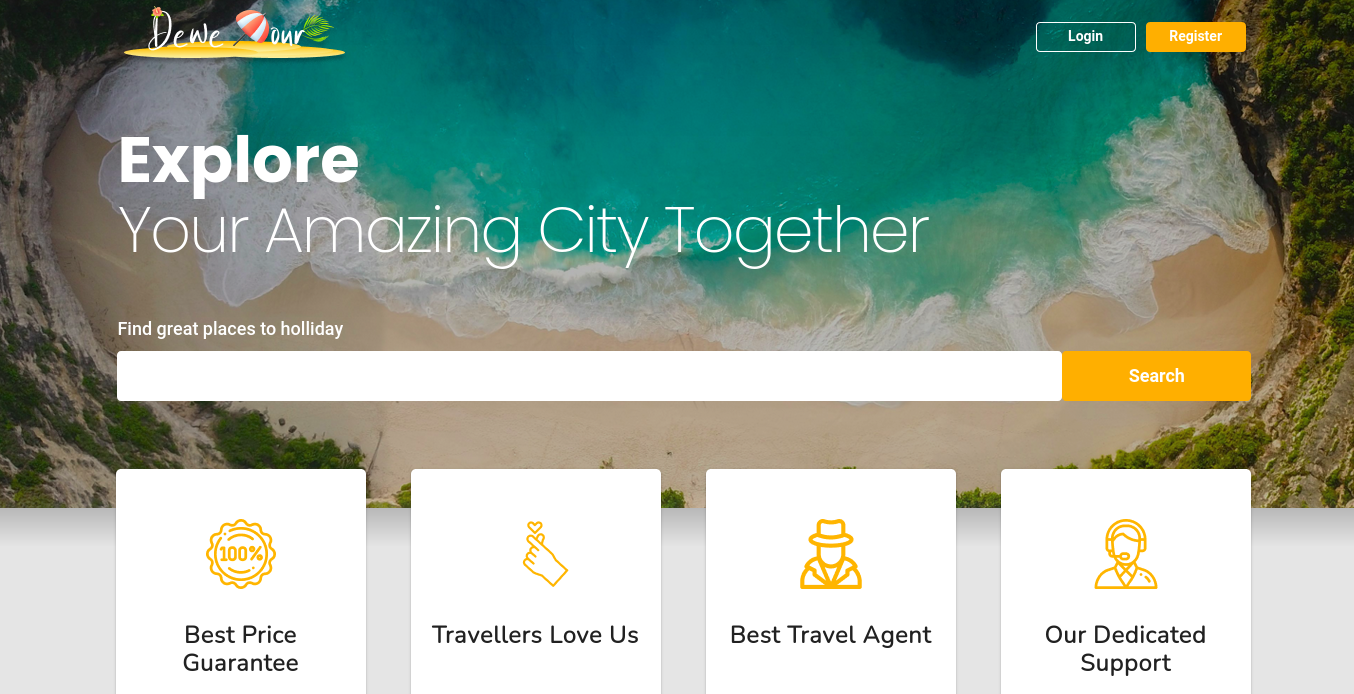 Dewe Tour
Login
Register
Explore
Your Amazing City Together
Find great places to holliday
Search
100%
Best Price
Guarantee
Travellers Love Us
Best Travel Agent
Our Dedicated
Support